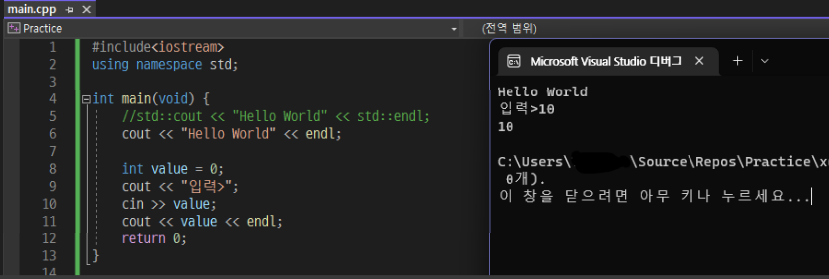 main.cpp
Practice
(전역 범위)
1 #include<iostream>
2 using namespace std;
3
4 int main(void) {
5 //std::cout << "Hello World" << std::endl;
6 cout << "Hello World" << endl;
7
8 int value = 0;
9 cout << "입력>";
10 cin >> value;
11 cout << value << endl;
12 return 0;
13 }
14
Microsoft Visual Studio 디버그
Hello World
입력>10
10
C:\Users\ \Source\Repos\Practice\x
0개).
이 창을 닫으려면 아무 키나 누르세요...